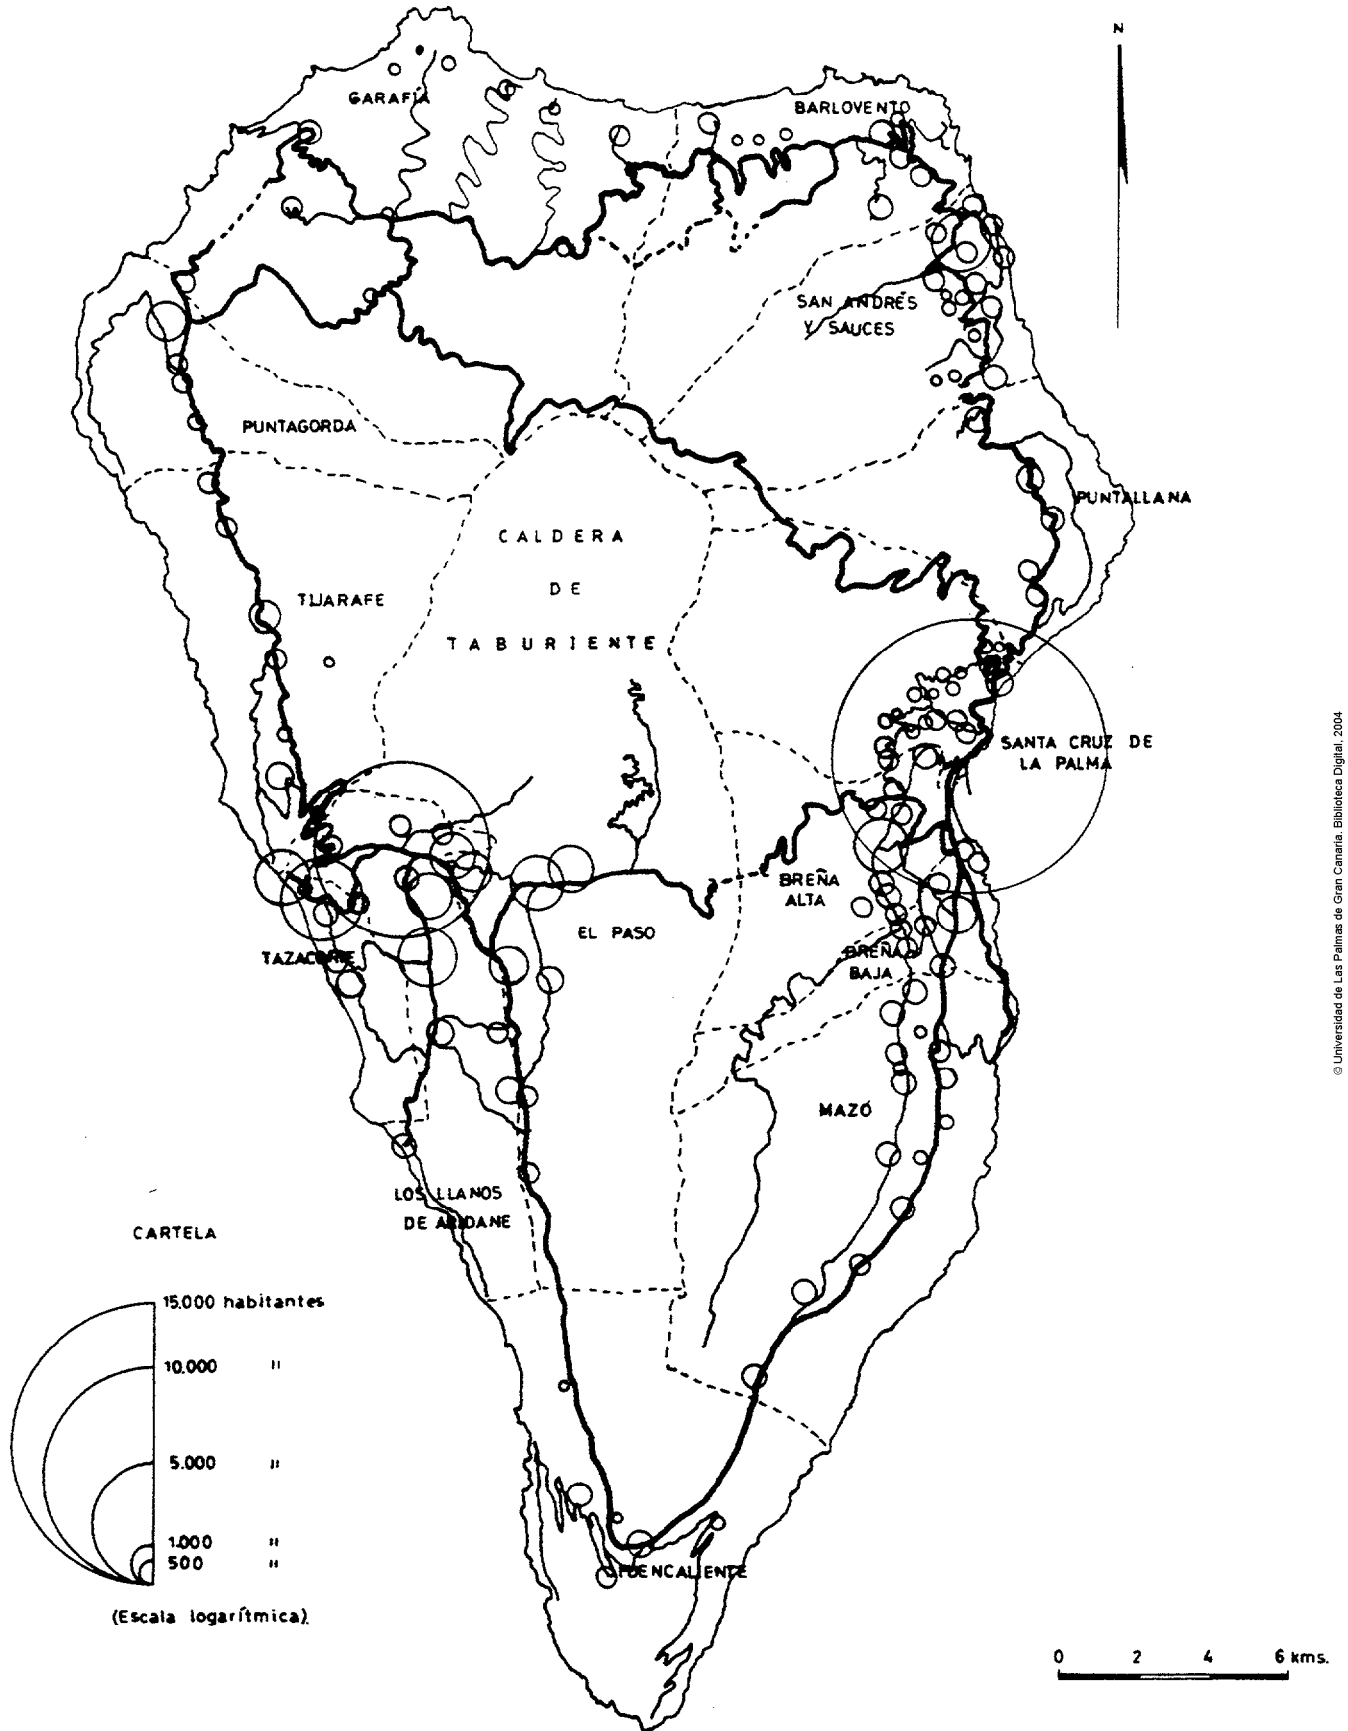 N
GARAFIA
BARLOVENTO
SAN ANDRÉS
Y SAUCES
PUNTAGORDA
PUNTALLANA
CALDERA
DE
TABURIENTE
TIJARAFE
SANTA CRUZ DE
LA PALMA
BREÑA
ALTA
EL PASO
TAZACORTE
BREÑA
BAJA
MAZÓ
LOS LLANOS
DE ARIDANE
CARTELA
15.000 habitantes
10.000 "
5.000 "
1.000 "
500 "
(Escala logarítmica).
FUENCALIENTE
0 2 4 6 kms.
© Universidad de Las Palmas de Gran Canaria. Biblioteca Digital, 2004